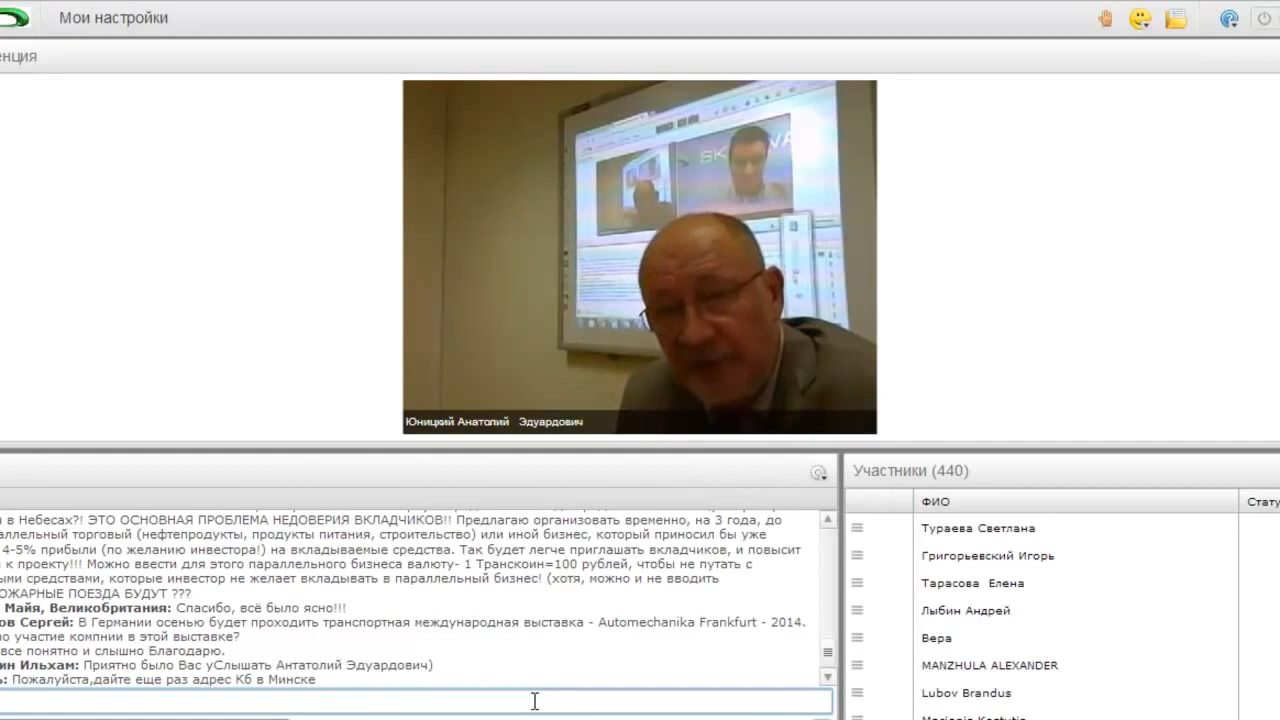 Мои настройки
енция
SK
Юницкий Анатолий Эдуардович
Участники (440)
ФИО
Стату
Тураева Светлана
Григорьевский Игорь
Тарасова Елена
Лыбин Андрей
Вера
MANZHULA ALEXANDER
Lubov Brandus
в Небесах?! ЭТО ОСНОВНАЯ ПРОБЛЕМА НЕДОВЕРИЯ ВКЛАДЧИКОВ!! Предлагаю организовать временно, на 3 года, до
раллельный торговый (нефтепродукты, продукты питания, строительство) или иной бизнес, который приносил бы уже
4-5% прибыли (по желанию инвестора!) на вкладываемые средства. Так будет легче приглашать вкладчиков, и повысит
к проекту!!! Можно ввести для этого параллельного бизнеса валюту- 1 Транскоин=100 рублей, чтобы не путать с
ыми средствами, которые инвестор не желает вкладывать в параллельный бизнес! (хотя, можно и не вводить
ОЖАРНЫЕ ПОЕЗДА БУДУТ ???
Майя, Великобритания: Спасибо, всё было ясно!!!
ов Сергей: В Германии осенью будет проходить транспортная международная выставка - Automechanika Frankfurt - 2014.
но участие компнии в этой выставке?
все понятно и слышно Благодарю.
ин Ильхам: Приятно было Вас уСлышать Антатолий Эдуардович)
ь: Пожалуйста,дайте еще раз адрес Кб в Минске